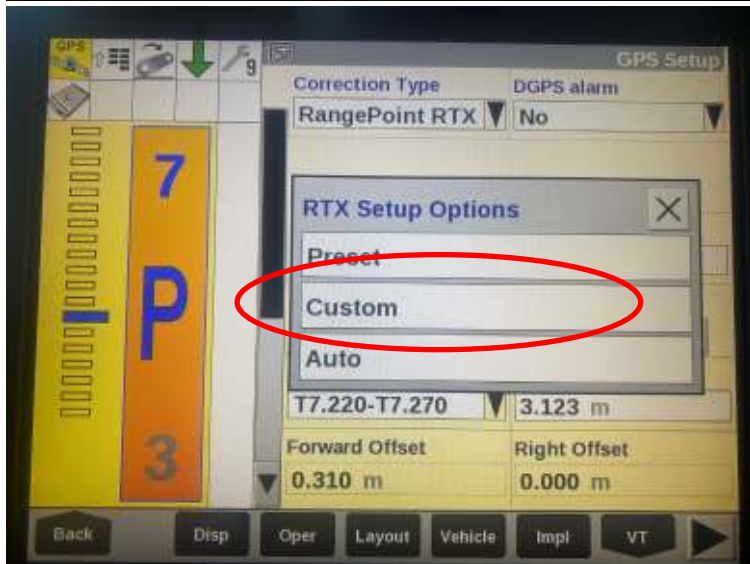 GPS
9
GPS Setup
Correction Type
DGPS alarm
RangePoint RTX
No
7
P
3
RTX Setup Options
Preset
Custom
Auto
T7.220-T7.270
3.123 m
Forward Offset
Right Offset
0.310 m
0.000 m
Back
Disp
Oper
Layout
Vehicle
Impl
VT